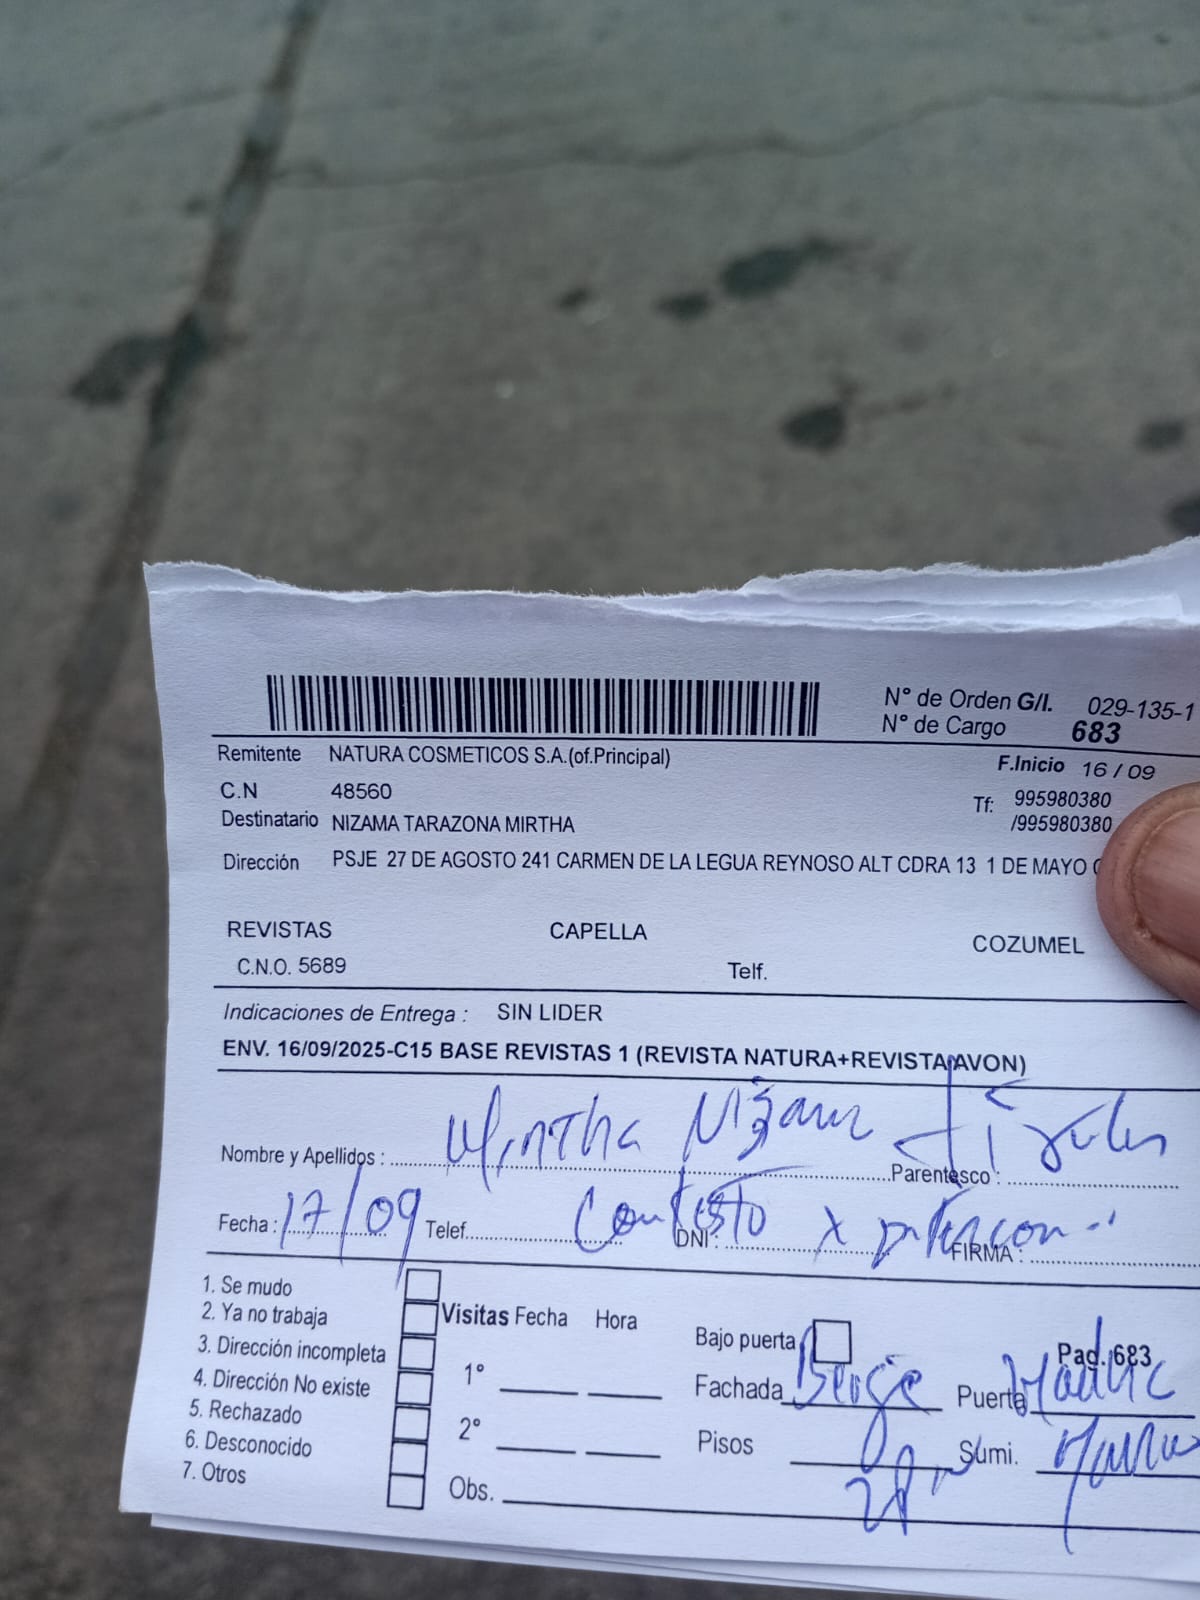 N° de Orden G/I. 029-135-1
N° de Cargo 683
Remitente NATURA COSMETICOS S.A.(of.Principal)
F.Inicio 16 / 09
C.N 48560
Tf: 995980380
/995980380
Destinatario NIZAMA TARAZONA MIRTHA
Dirección PSJE 27 DE AGOSTO 241 CARMEN DE LA LEGUA REYNOSO ALT CDRA 13 1 DE MAYO
REVISTAS CAPELLA COZUMEL
C.N.O. 5689 Telf.
Indicaciones de Entrega : SIN LIDER
ENV. 16/09/2025-C15 BASE REVISTAS 1 (REVISTA NATURA+REVISTA AVON)
Nombre y Apellidos : Mirtha Nizama Parentesco : Titular
Fecha : 17/09 Telef. Contesto DNI : x intercom. FIRMA :
1. Se mudo
2. Ya no trabaja
3. Dirección incompleta
4. Dirección No existe
5. Rechazado
6. Desconocido
7. Otros
Visitas Fecha Hora
1°
2°
Obs.
Bajo puerta Pag. 683
Fachada Beige Puerta Madera
Pisos 2P Sumi.